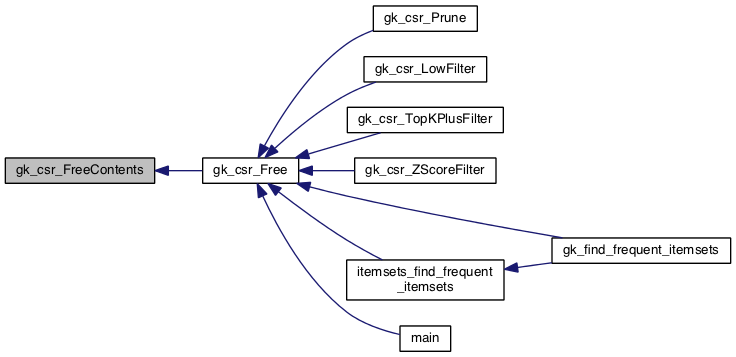 gk_csr_Prune
gk_csr_LowFilter
gk_csr_TopKPlusFilter
gk_csr_FreeContents
gk_csr_Free
gk_csr_ZScoreFilter
gk_find_frequent_itemsets
itemsets_find_frequent
_itemsets
main